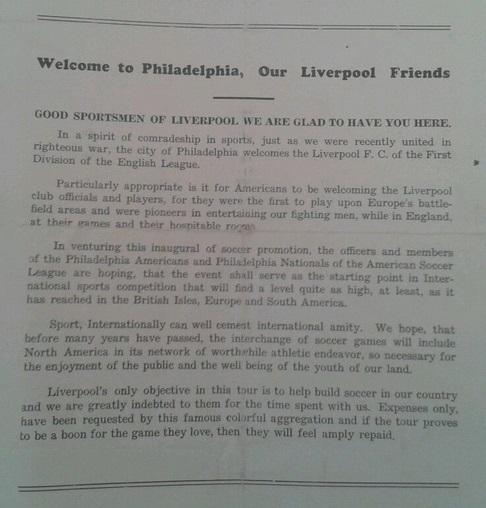 Welcome to Philadelphia, Our Liverpool Friends
GOOD SPORTSMEN OF LIVERPOOL WE ARE GLAD TO HAVE YOU HERE.
In a spirit of comradeship in sports, just as we were recently united in
righteous war, the city of Philadelphia welcomes the Liverpool F. C. of the First
Division of the English League.
Particularly appropriate is it for Americans to be welcoming the Liverpool
club officials and players, for they were the first to play upon Europe's battle-
field areas and were pioneers in entertaining our fighting men, while in England,
at their games and their hospitable rooms
In venturing this inaugural of soccer promotion, the officers and members
of the Philadelphia Americans and Philadelphia Nationals of the American Soccer
League are hoping, that the event shall serve as the starting point in Inter-
national sports competition that will find a level quite as high, at least, as it
has reached in the British Isles, Europe and South America.
Sport, Internationally can well cement international amity. We hope, that
before many years have passed, the interchange of soccer games will include
North America in its network of worthwhile athletic endeavor, so necessary for
the enjoyment of the public and the well being of the youth of our land.
Liverpool's only objective in this tour is to help build soccer in our country
and we are greatly indebted to them for the time spent with us. Expenses only,
have been requested by this famous colorful aggregation and if the tour proves
to be a boon for the game they love, then they will feel amply repaid.